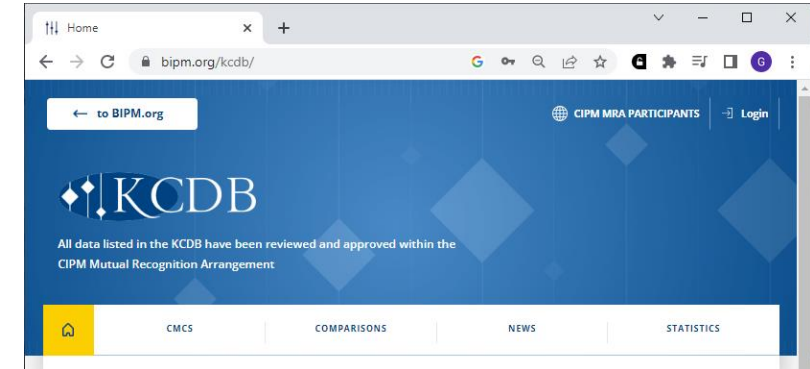 Home
bipm.org/kcdb/
G
← to BIPM.org
CIPM MRA PARTICIPANTS
Login
KCDB
All data listed in the KCDB have been reviewed and approved within the
CIPM Mutual Recognition Arrangement
CMCS COMPARISONS NEWS STATISTICS